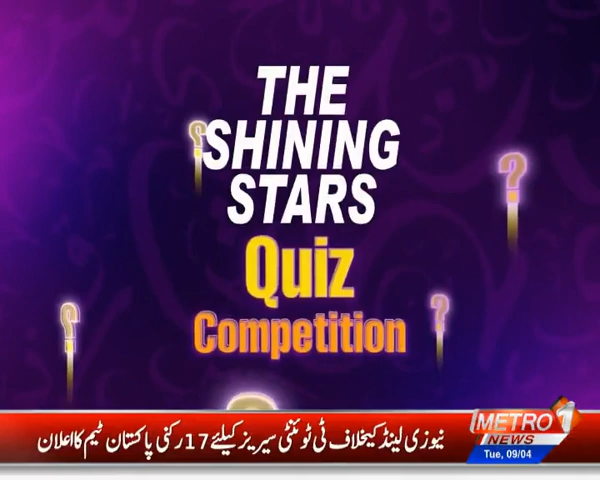 THE
SHINING
STARS
Quiz
Competition
نیوزی لینڈ کیخلاف ٹی ٹوئنٹی سیریز کیلئے 17 رکنی پاکستان ٹیم کا اعلان
METRO 1
NEWS
Tue, 09/04